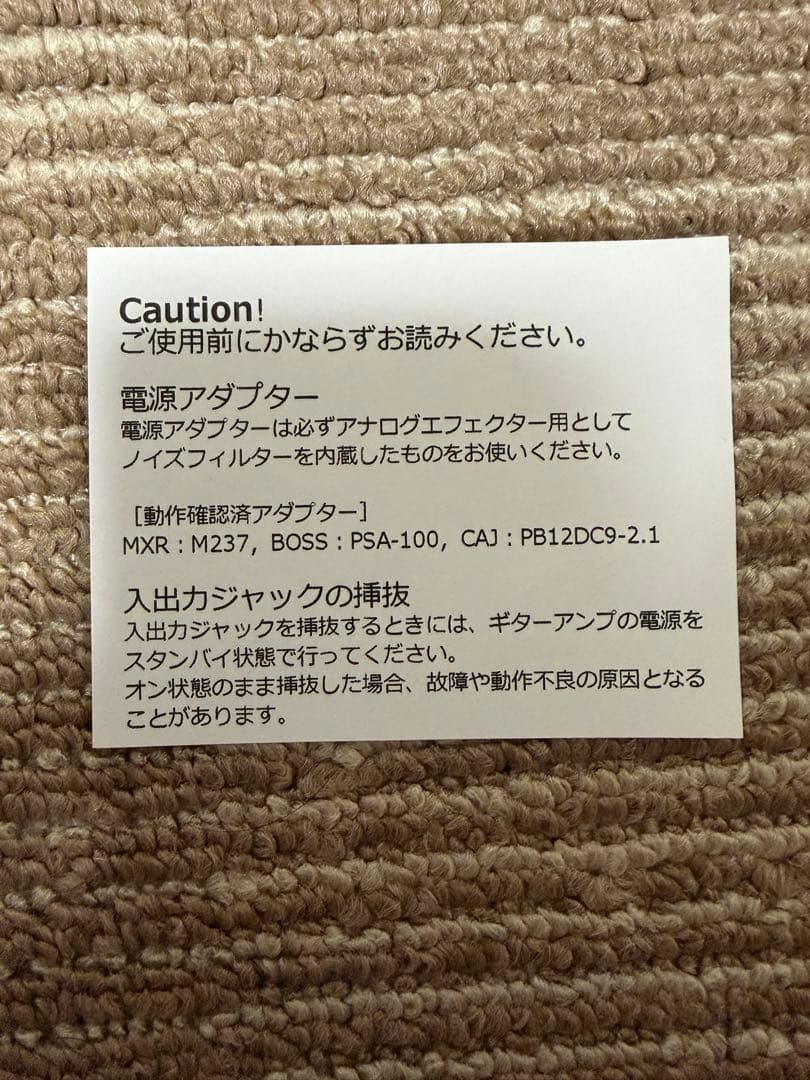 Caution!
ご使用前にかならずお読みください。
電源アダプター
電源アダプターは必ずアナログエフェクター用として
ノイズフィルターを内蔵したものをお使いください。
［動作確認済アダプター］
MXR：M237, BOSS：PSA-100, CAJ：PB12DC9-2.1
入出力ジャックの挿抜
入出力ジャックを挿抜するときには、ギターアンプの電源を
スタンバイ状態で行ってください。
オン状態のまま挿抜した場合、故障や動作不良の原因となる
ことがあります。